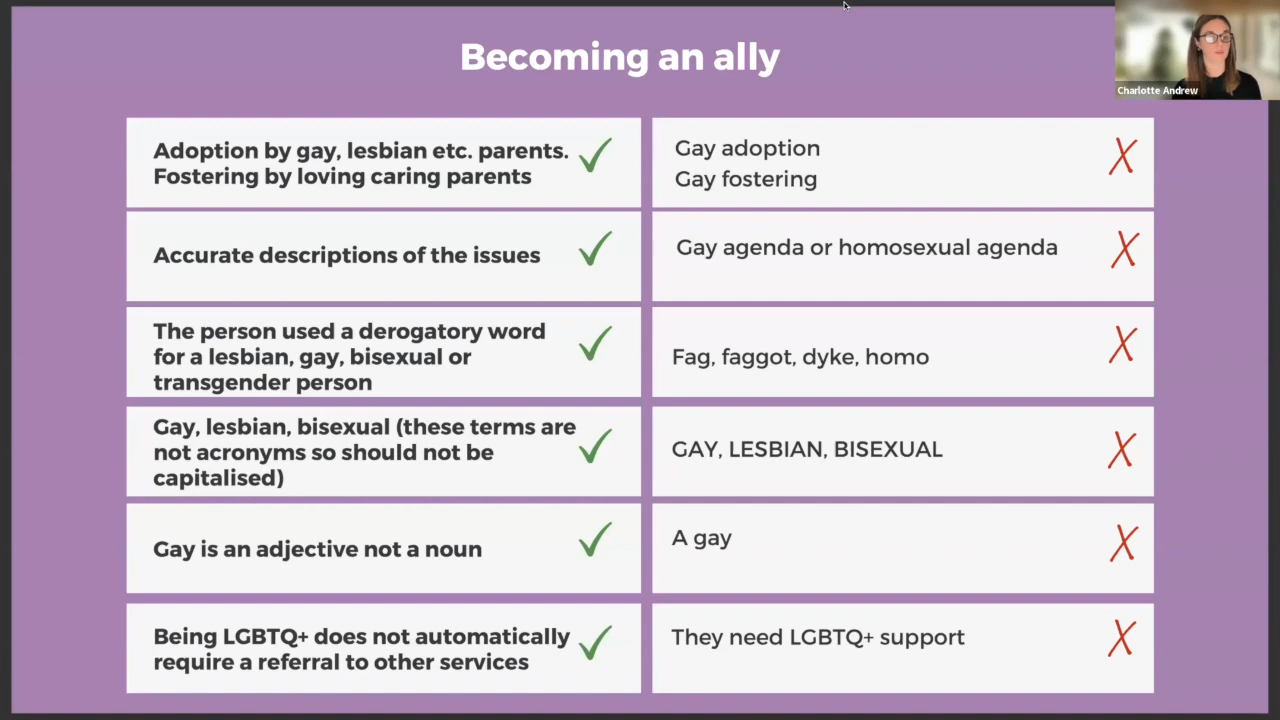 Becoming an ally
Charlotte Andrew
Adoption by gay, lesbian etc. parents.
Fostering by loving caring parents
Gay adoption
Gay fostering
Accurate descriptions of the issues
Gay agenda or homosexual agenda
The person used a derogatory word
for a lesbian, gay, bisexual or
transgender person
Fag, faggot, dyke, homo
Gay, lesbian, bisexual (these terms are
not acronyms so should not be
capitalised)
GAY, LESBIAN, BISEXUAL
Gay is an adjective not a noun
A gay
Being LGBTQ+ does not automatically
require a referral to other services
They need LGBTQ+ support